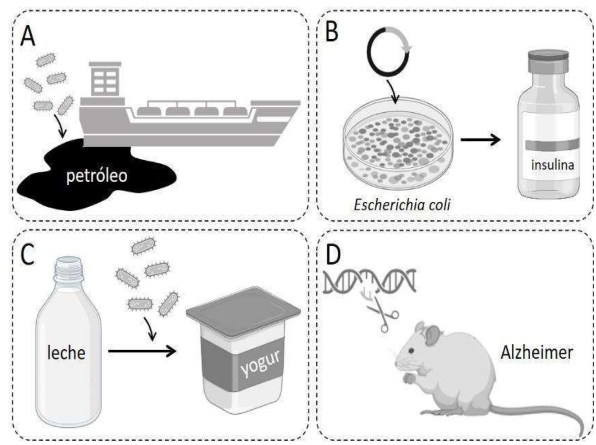 A
petróleo
B
Escherichia coli
insulina
C
leche
yogur
D
Alzheimer